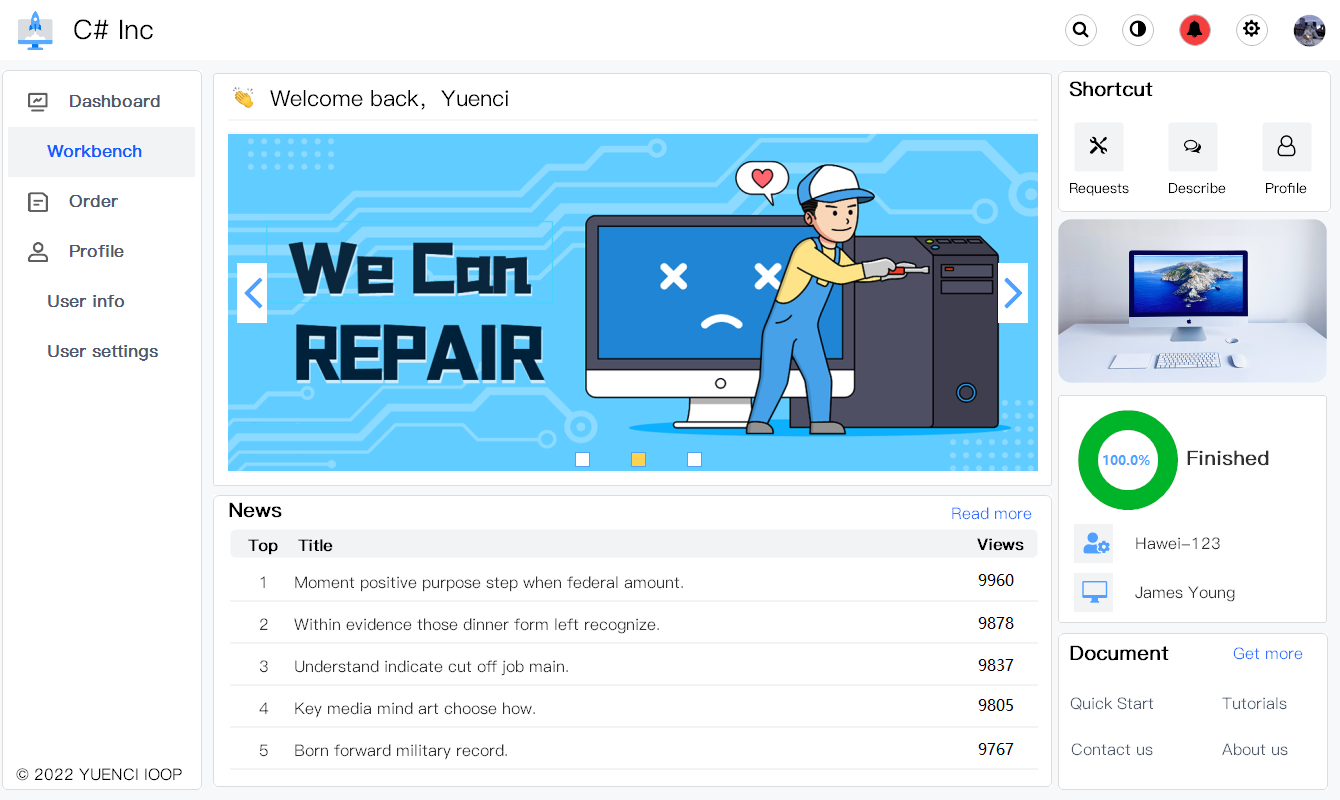 C# Inc
Dashboard
Workbench
Order
Profile
User info
User settings
© 2022 YUENCI IOOP
Welcome back, Yuenci
We Can
REPAIR
News
Read more
Top Title Views
1 Moment positive purpose step when federal amount. 9960
2 Within evidence those dinner form left recognize. 9878
3 Understand indicate cut off job main. 9837
4 Key media mind art choose how. 9805
5 Born forward military record. 9767
Shortcut
Requests Describe Profile
100.0% Finished
Hawei-123
James Young
Document Get more
Quick Start Tutorials
Contact us About us